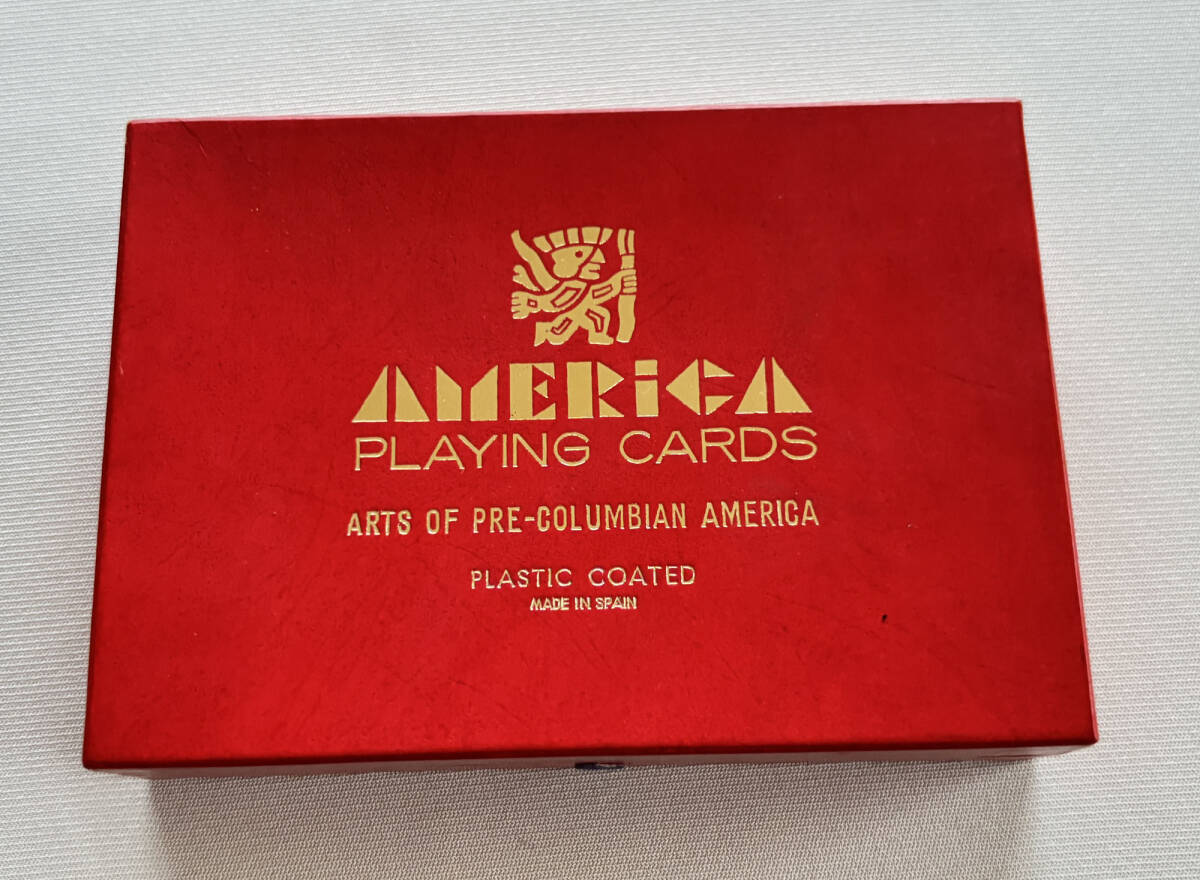 AMERiCA
PLAYING CARDS
ARTS OF PRE-COLUMBIAN AMERICA
PLASTIC COATED
MADE IN SPAIN